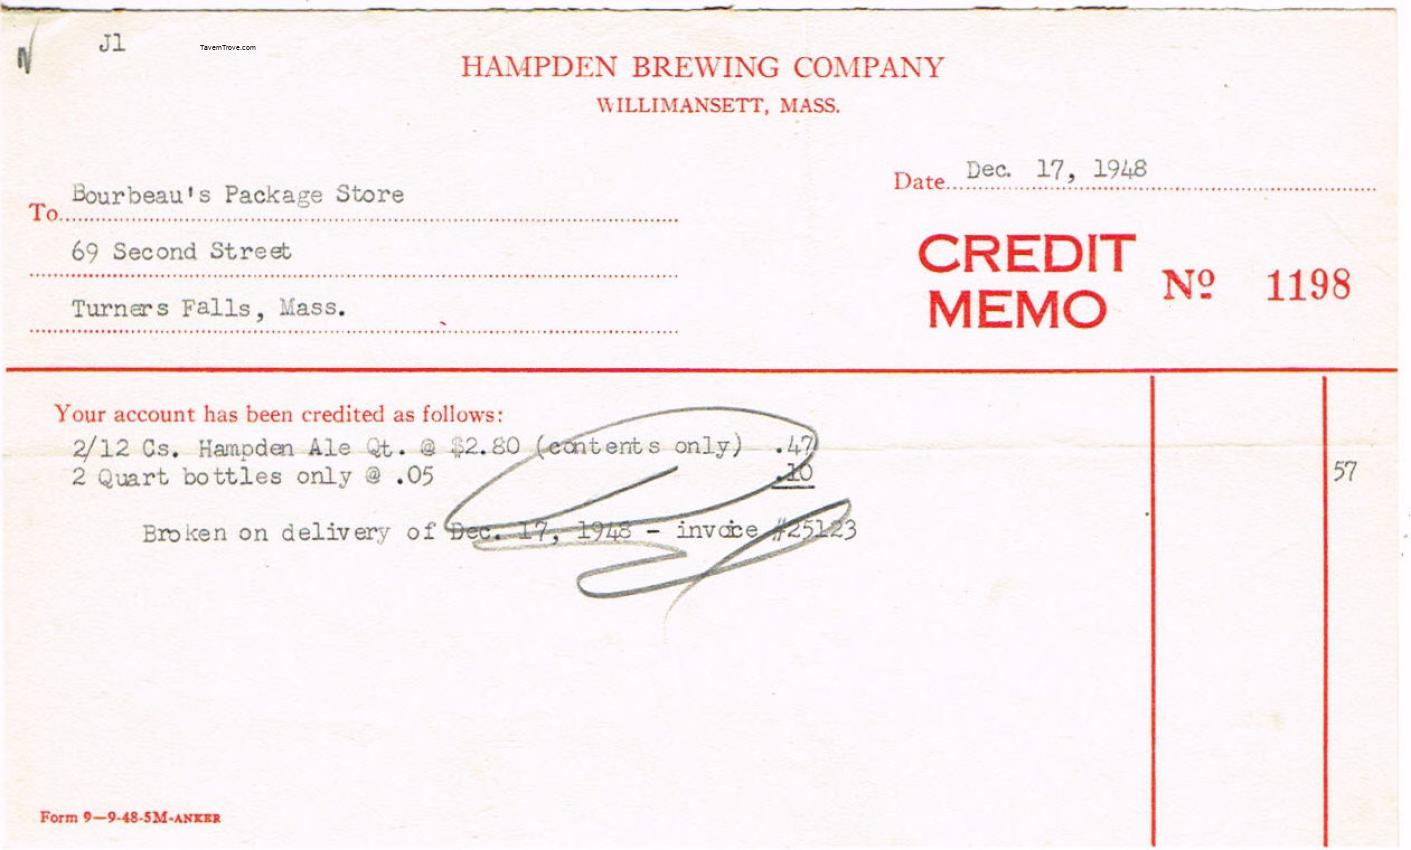 N
J1
TavernTrove.com
HAMPDEN BREWING COMPANY
WILLIMANSETT, MASS.
Date Dec. 17, 1948
To Bourbeau's Package Store
69 Second Street
Turners Falls, Mass.
CREDIT
MEMO
Nº 1198
Your account has been credited as follows:
2/12 Cs. Hampden Ale Qt. @ $2.80 (contents only) .47
2 Quart bottles only @ .05 .10 57
Broken on delivery of Dec. 17, 1948 - invoice #25123
Form 9—9-48-5M-ANKER